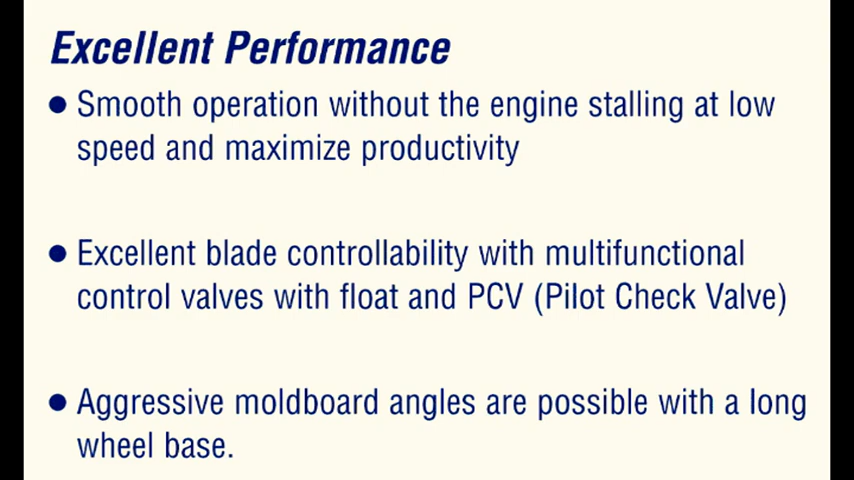 Excellent Performance
● Smooth operation without the engine stalling at low
speed and maximize productivity
● Excellent blade controllability with multifunctional
control valves with float and PCV (Pilot Check Valve)
● Aggressive moldboard angles are possible with a long
wheel base.